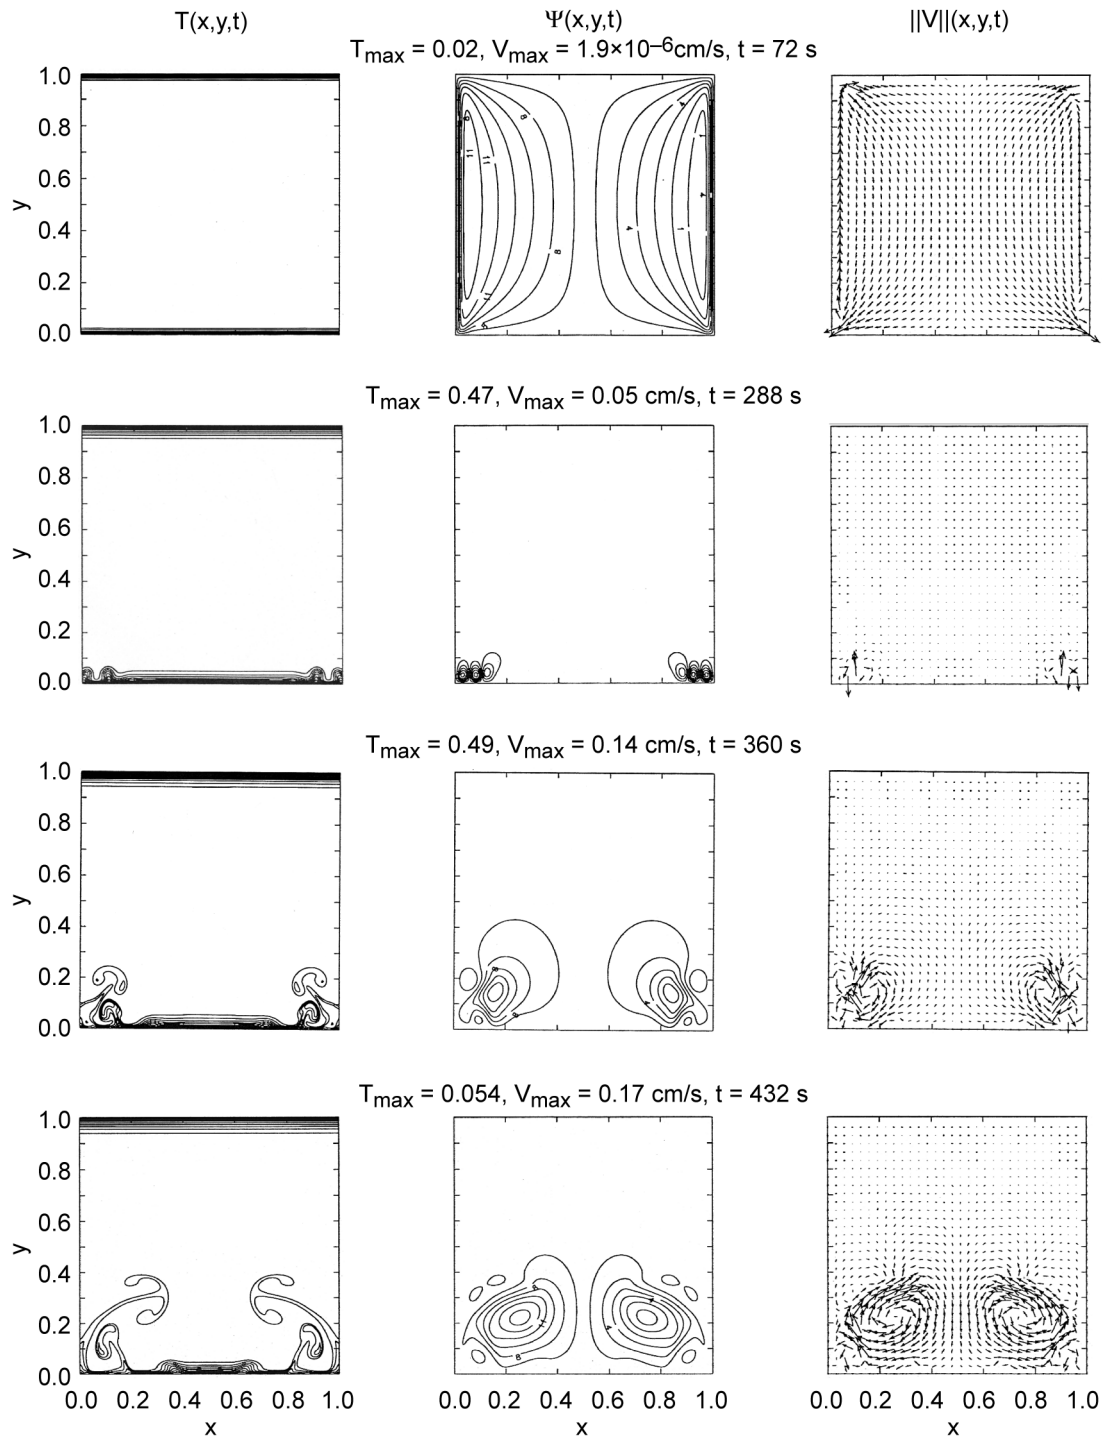 T(x,y,t) Ψ(x,y,t) ||V||(x,y,t)
Tmax = 0.02, Vmax = 1.9×10–6cm/s, t = 72 s
1.0
0.8
0.6
y
0.4
0.2
0.0
Tmax = 0.47, Vmax = 0.05 cm/s, t = 288 s
1.0
0.8
0.6
y
0.4
0.2
0.0
Tmax = 0.49, Vmax = 0.14 cm/s, t = 360 s
1.0
0.8
0.6
y
0.4
0.2
0.0
Tmax = 0.054, Vmax = 0.17 cm/s, t = 432 s
1.0
0.8
0.6
y
0.4
0.2
0.0
0.0 0.2 0.4 0.6 0.8 1.0 0.0 0.2 0.4 0.6 0.8 1.0 0.0 0.2 0.4 0.6 0.8 1.0
x x x